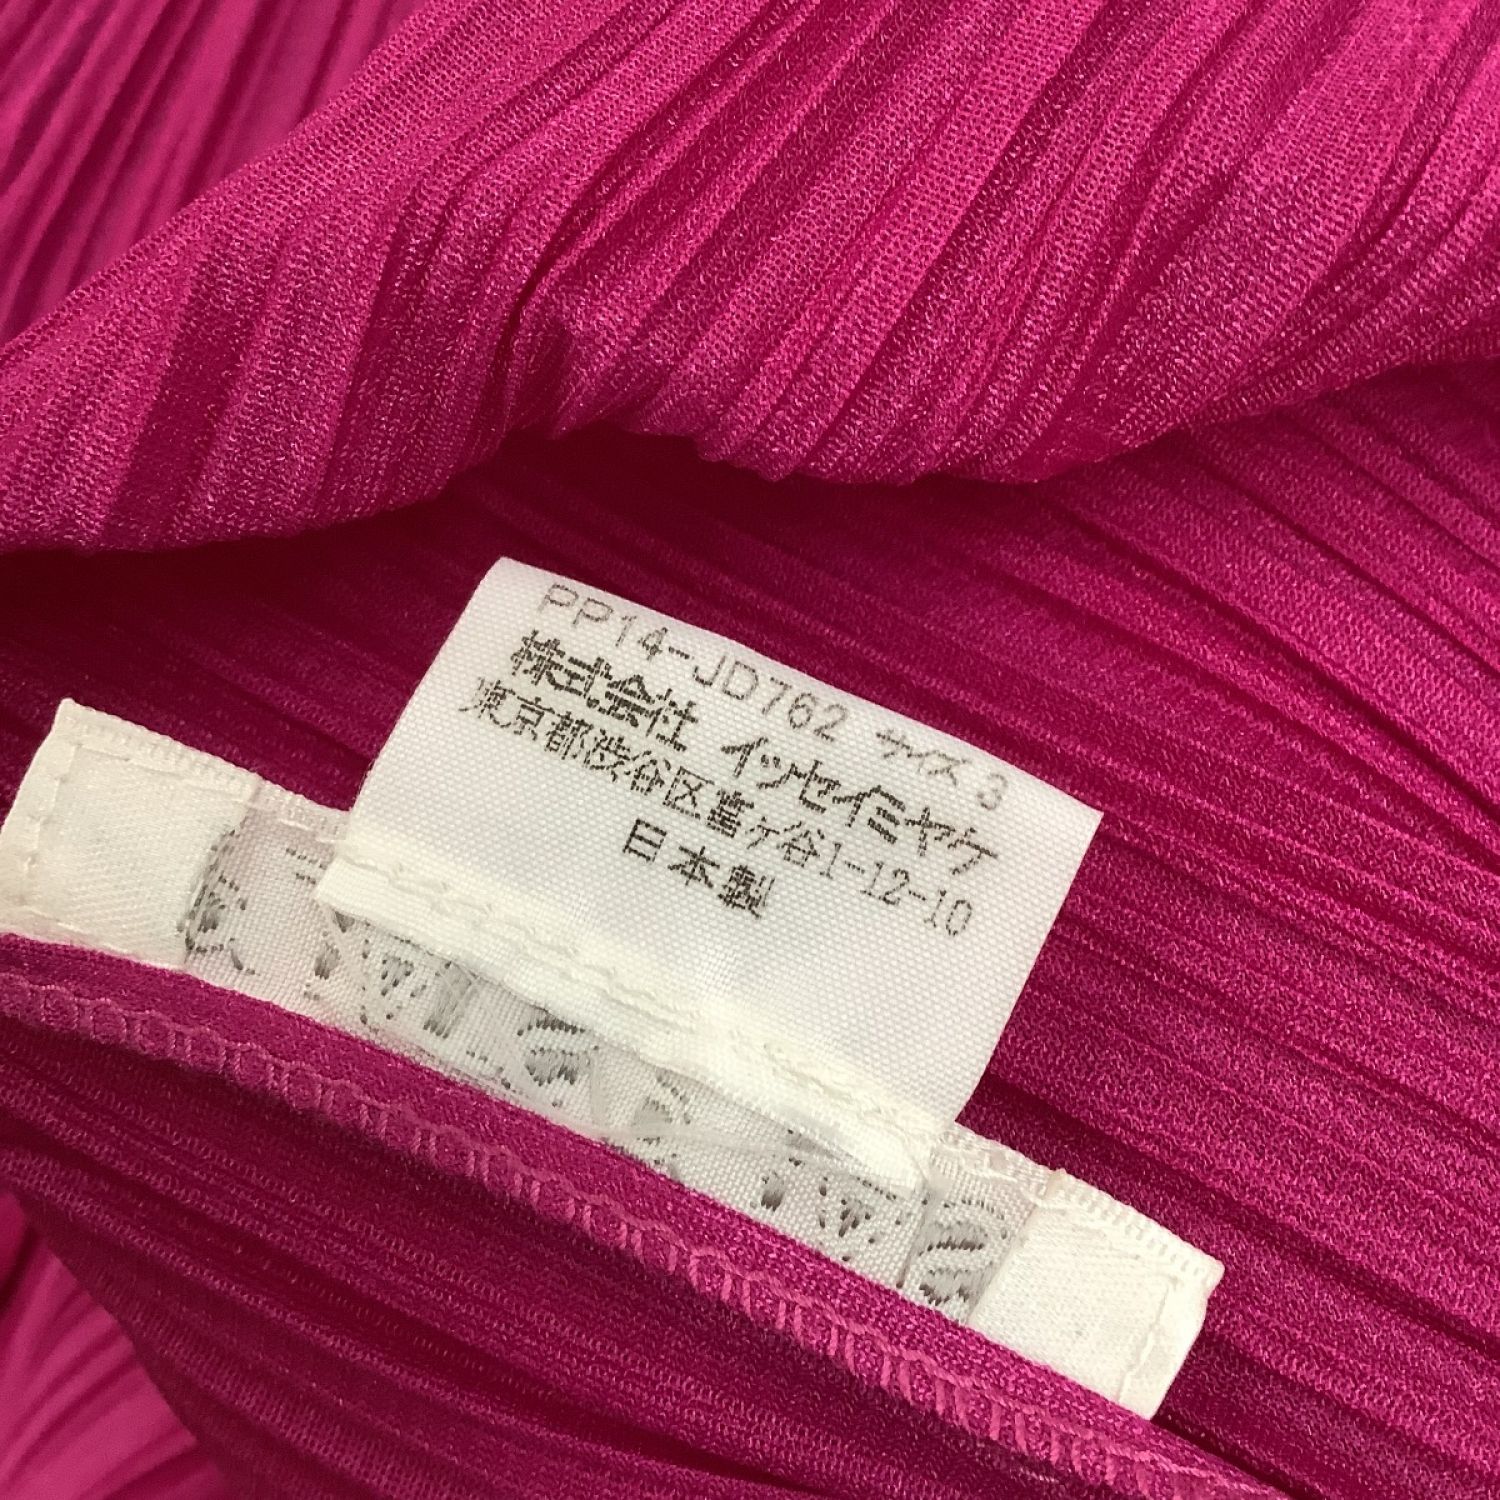 PP14-JD762 サイズ 3
株式会社 イッセイミヤケ
東京都渋谷区富ヶ谷1-12-10
日本製